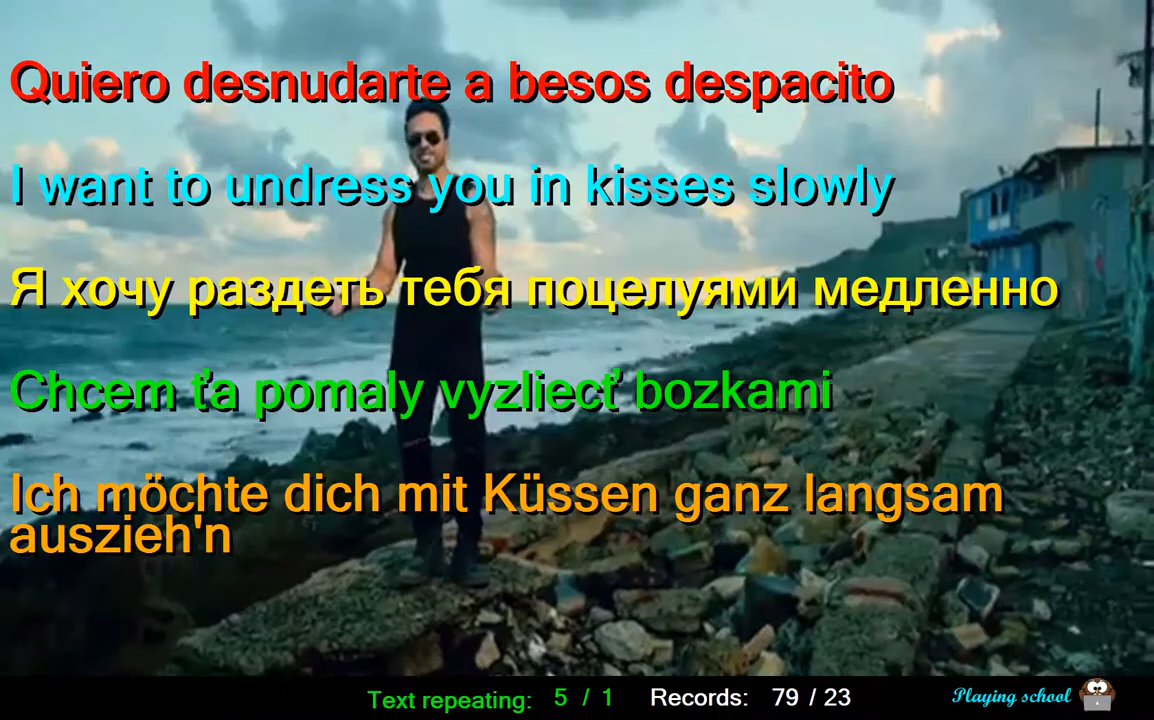 Quiero desnudarte a besos despacito
I want to undress you in kisses slowly
Я хочу раздеть тебя поцелуями медленно
Chcem ťa pomaly vyzliecť bozkami
Ich möchte dich mit Küssen ganz langsam
auszieh'n
Text repeating: 5 / 1 Records: 79 / 23 Playing school